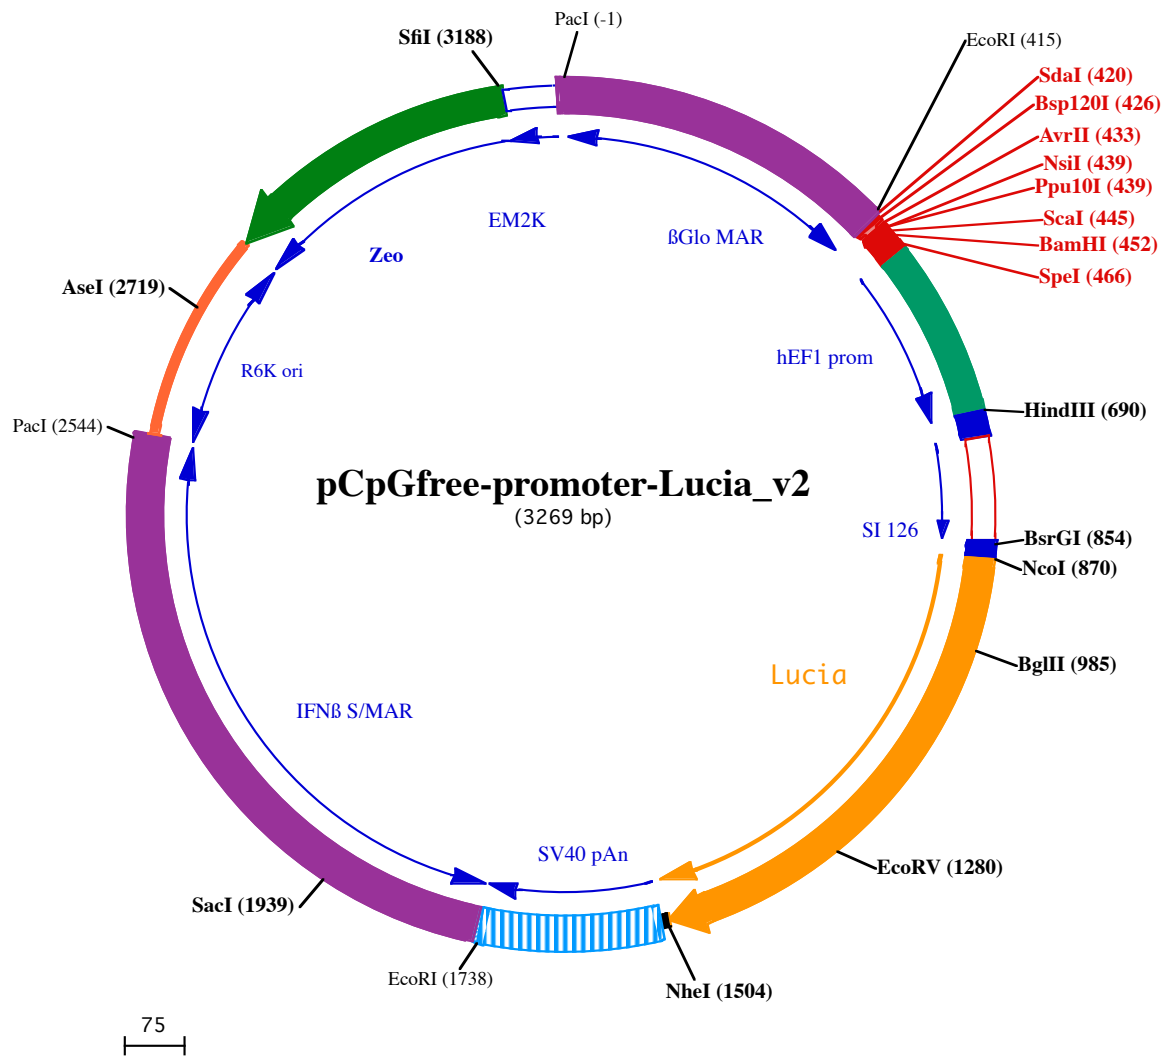 PacI (-1)
SfiI (3188)
EcoRI (415)
SdaI (420)
Bsp120I (426)
AvrII (433)
NsiI (439)
Ppu10I (439)
ScaI (445)
BamHI (452)
SpeI (466)
EM2K
ßGlo MAR
Zeo
AseI (2719)
hEF1 prom
R6K ori
HindIII (690)
PacI (2544)
pCpGfree-promoter-Lucia_v2
(3269 bp)
SI 126
BsrGI (854)
NcoI (870)
BglII (985)
Lucia
IFNß S/MAR
SV40 pAn
EcoRV (1280)
SacI (1939)
EcoRI (1738)
NheI (1504)
75